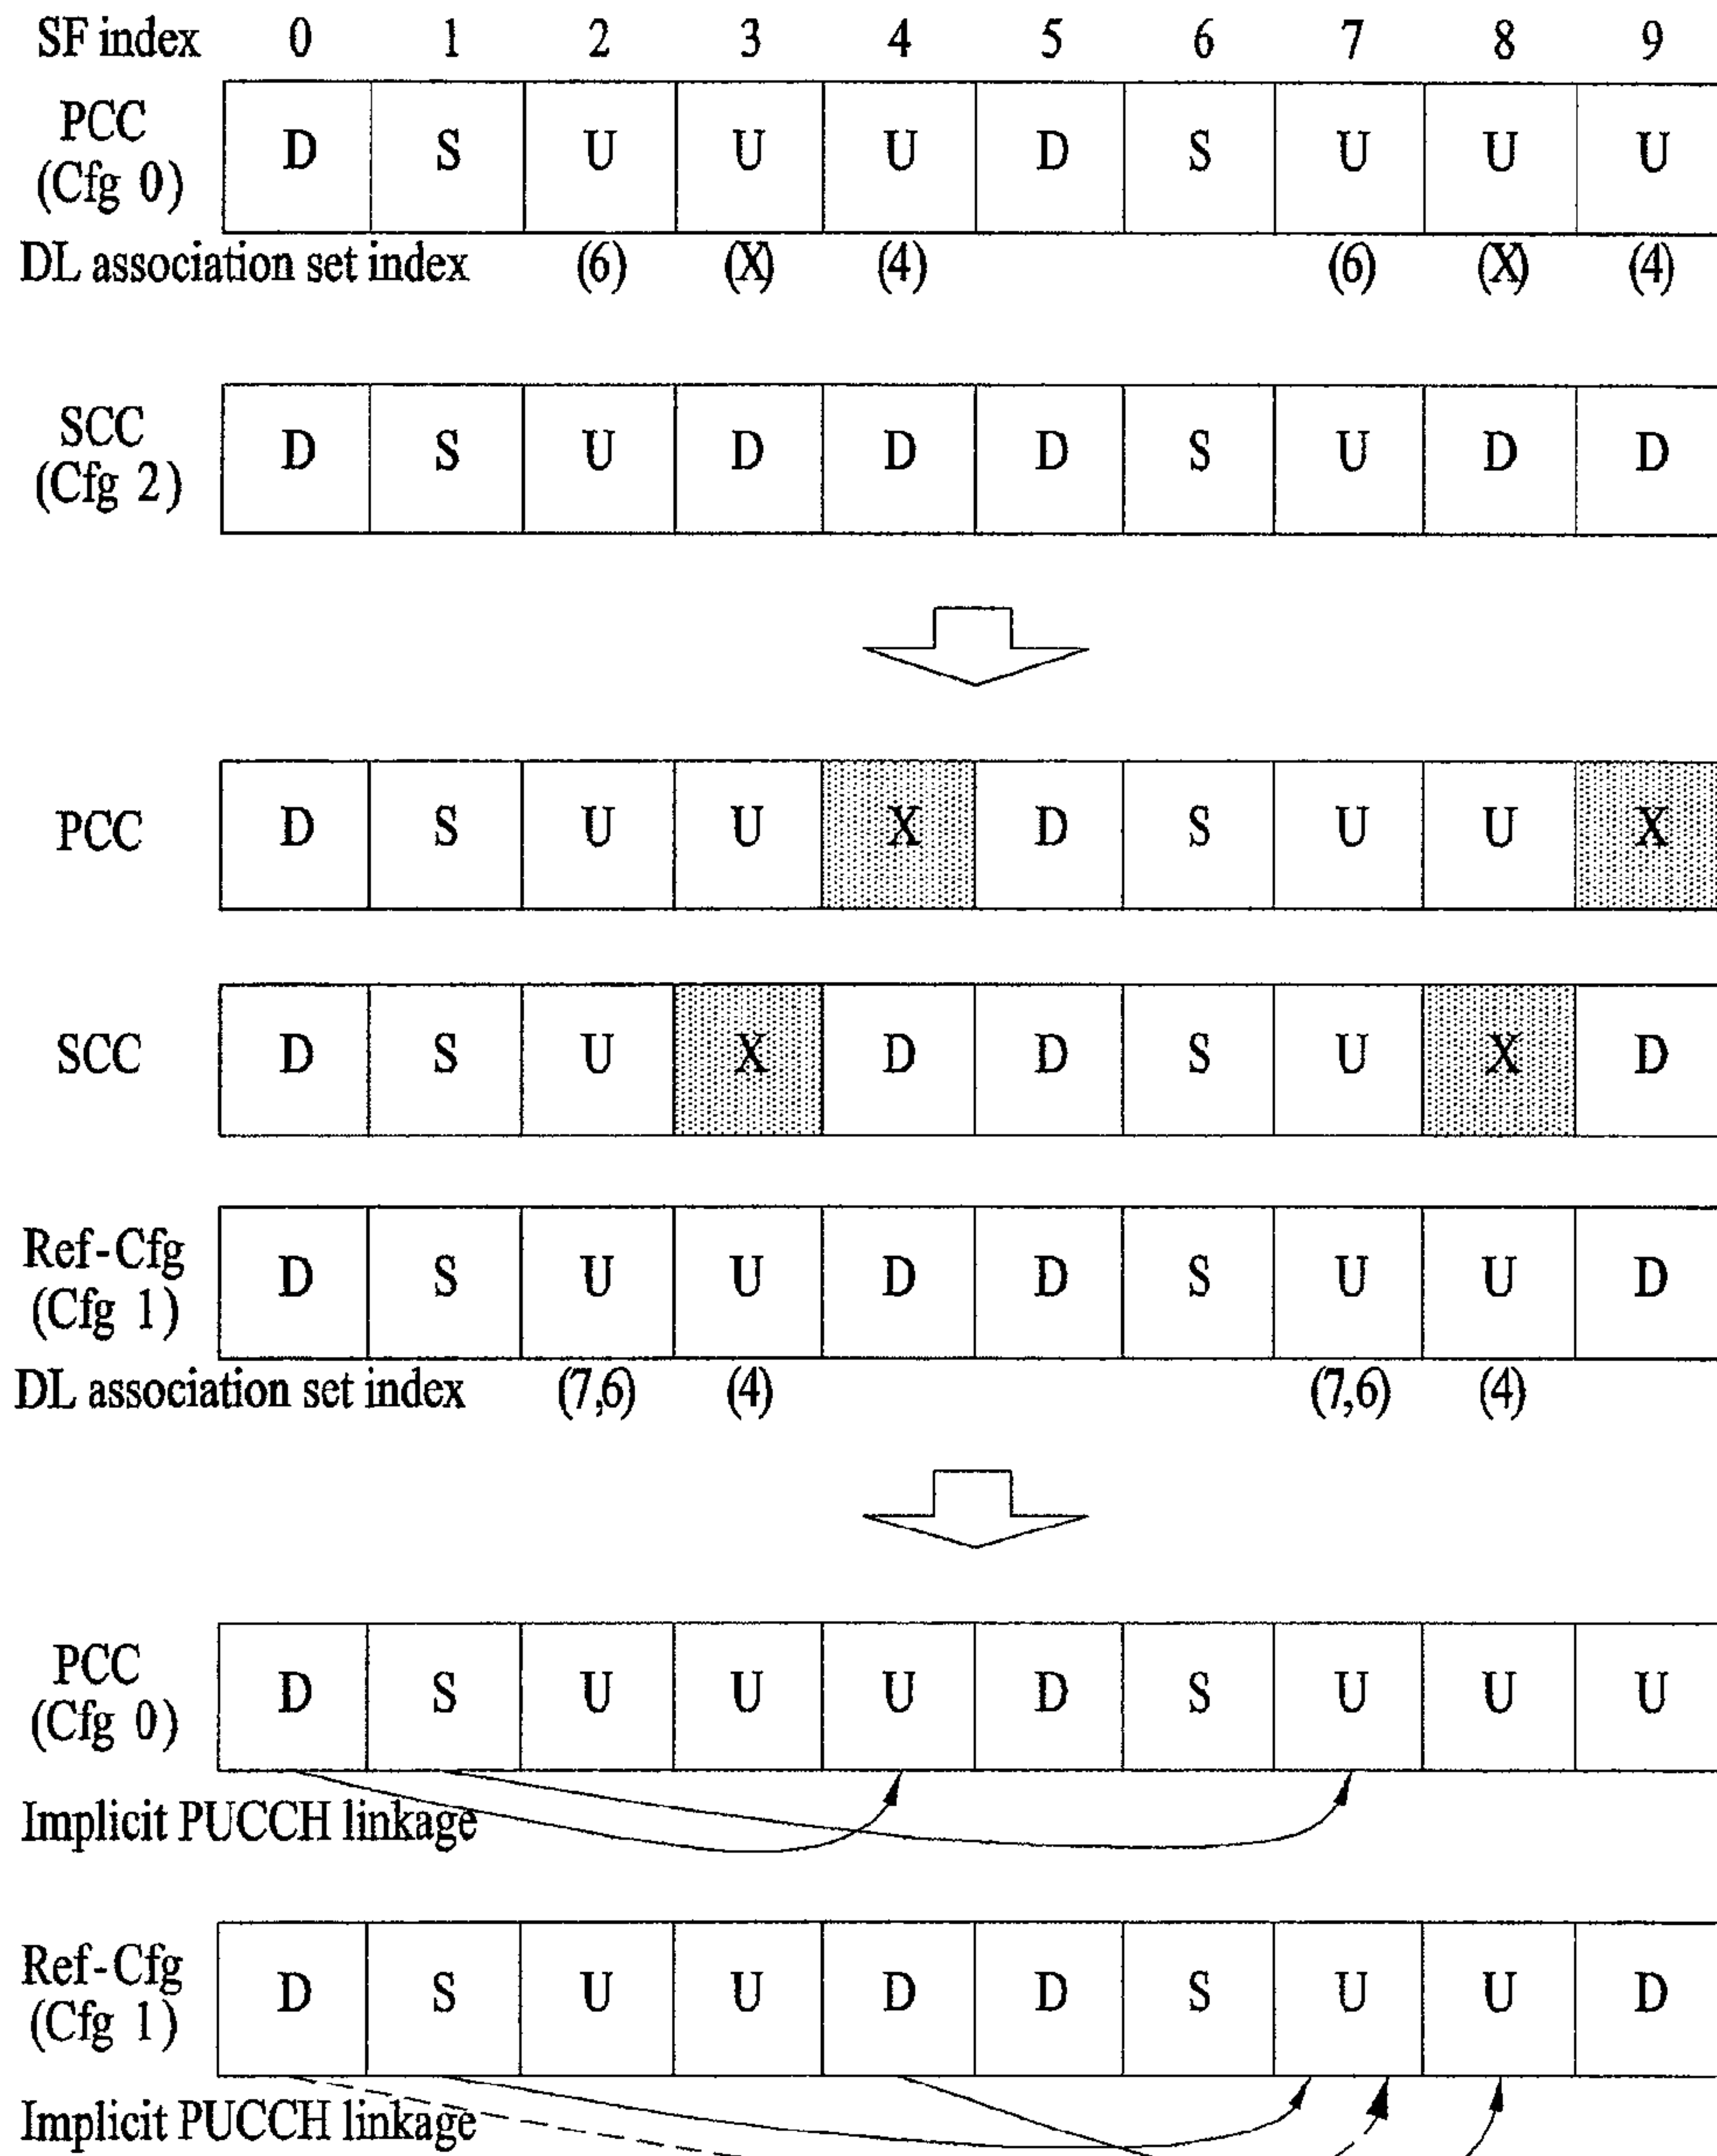 SF index 0 1 2 3 4 5 6 7 8 9
PCC
(Cfg 0)
D S U U U D S U U U
DL association set index (6) (X) (4) (6) (X) (4)
SCC
(Cfg 2)
D S U D D D S U D D
PCC D S U U X D S U U X
SCC D S U X D D S U X D
Ref-Cfg
(Cfg 1)
D S U U D D S U U D
DL association set index (7,6) (4) (7,6) (4)
PCC
(Cfg 0)
D S U U U D S U U U
Implicit PUCCH linkage
Ref-Cfg
(Cfg 1)
D S U U D D S U U D
Implicit PUCCH linkage